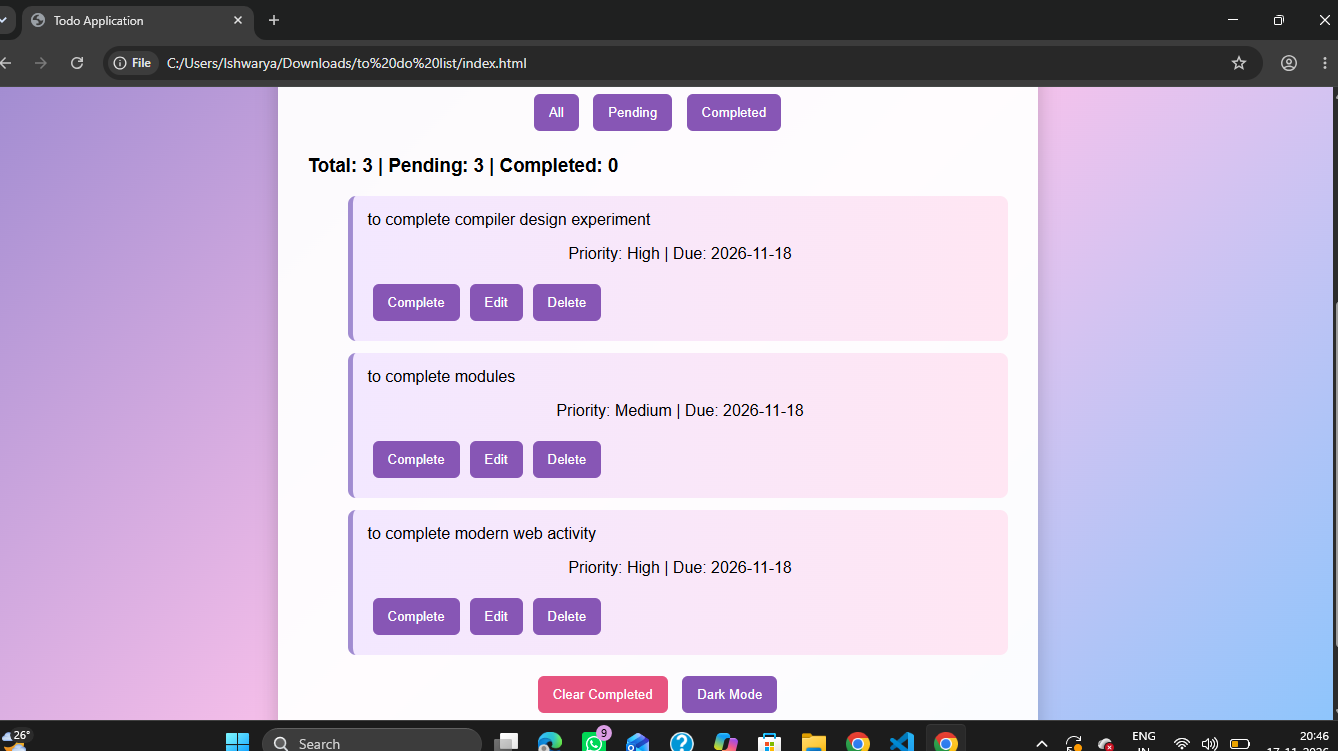 Todo Application
File
C:/Users/Ishwarya/Downloads/to%20do%20list/index.html
All Pending Completed
Total: 3 | Pending: 3 | Completed: 0
to complete compiler design experiment
Priority: High | Due: 2026-11-18
Complete Edit Delete
to complete modules
Priority: Medium | Due: 2026-11-18
Complete Edit Delete
to complete modern web activity
Priority: High | Due: 2026-11-18
Complete Edit Delete
Clear Completed Dark Mode
26°
Search
9
ENG
IN
20:46